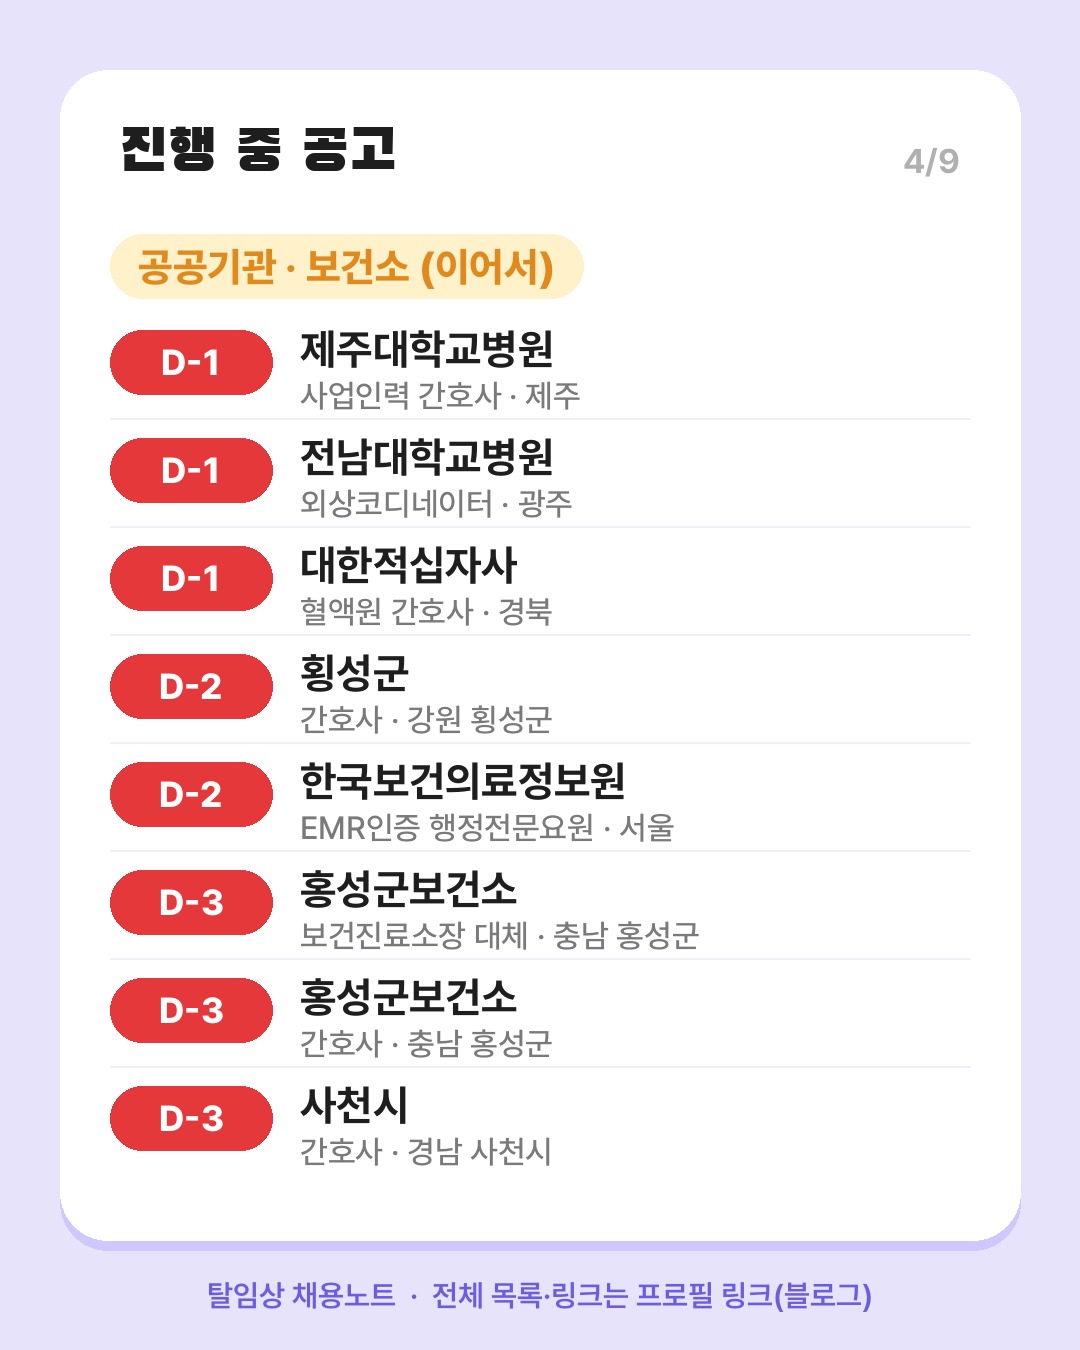 진행 중 공고
4/9
공공기관 · 보건소 (이어서)
D-1
제주대학교병원
사업인력 간호사 · 제주
D-1
전남대학교병원
외상코디네이터 · 광주
D-1
대한적십자사
혈액원 간호사 · 경북
D-2
횡성군
간호사 · 강원 횡성군
D-2
한국보건의료정보원
EMR인증 행정전문요원 · 서울
D-3
홍성군보건소
보건진료소장 대체 · 충남 홍성군
D-3
홍성군보건소
간호사 · 충남 홍성군
D-3
사천시
간호사 · 경남 사천시
탈임상 채용노트 · 전체 목록·링크는 프로필 링크(블로그)